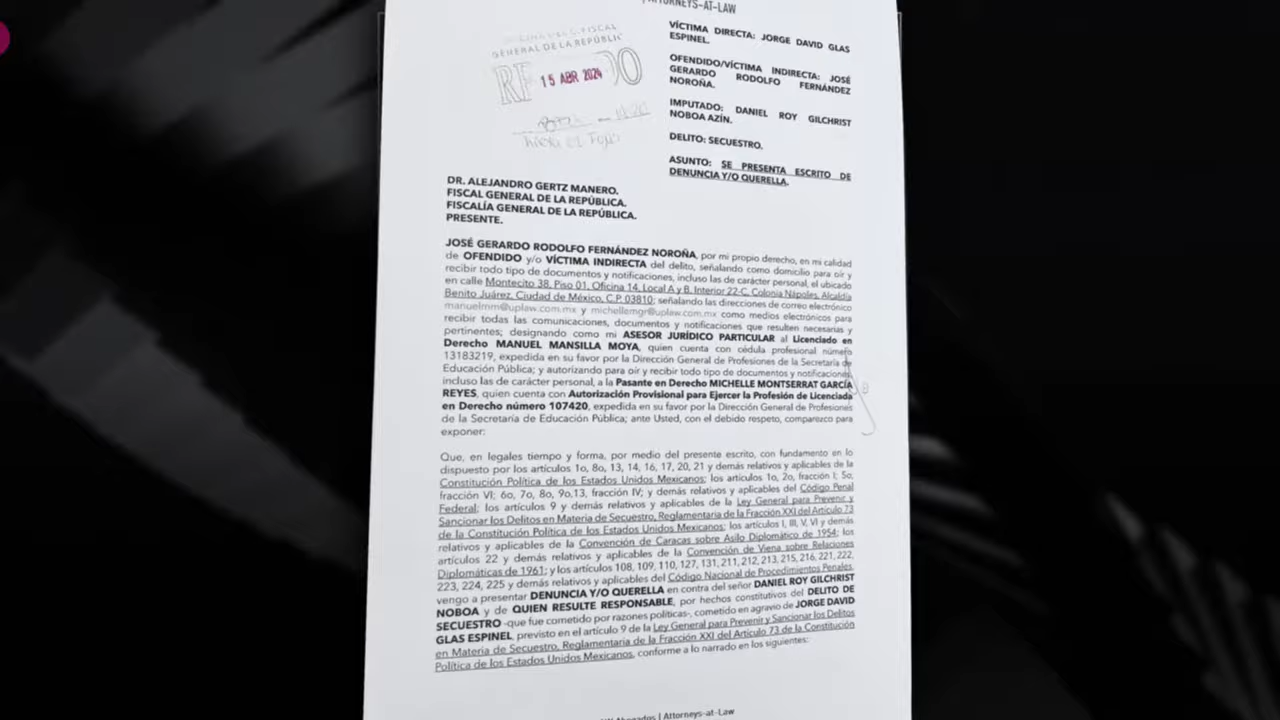 ATTORNEYS-AT-LAW
FISCAL
GENERAL DE LA REPÚBLICA
15 ABR 2024
VÍCTIMA DIRECTA: JORGE DAVID GLAS
ESPINEL.
OFENDIDO/VÍCTIMA INDIRECTA: JOSÉ
GERARDO RODOLFO FERNÁNDEZ
NOROÑA.
IMPUTADO: DANIEL ROY GILCHRIST
NOBOA AZÍN.
DELITO: SECUESTRO.
ASUNTO: SE PRESENTA ESCRITO DE
DENUNCIA Y/O QUERELLA.
DR. ALEJANDRO GERTZ MANERO.
FISCAL GENERAL DE LA REPÚBLICA.
FISCALÍA GENERAL DE LA REPÚBLICA.
PRESENTE.
JOSÉ GERARDO RODOLFO FERNÁNDEZ NOROÑA, por mi propio derecho, en mi calidad
de OFENDIDO y/o VÍCTIMA INDIRECTA del delito, señalando como domicilio para oír y
recibir todo tipo de documentos y notificaciones, incluso las de carácter personal, el ubicado
en calle Montecito 38, Piso 01, Oficina 14, Local A y B, Interior 22-C, Colonia Nápoles, Alcaldía
Benito Juárez, Ciudad de México, C.P. 03810; señalando las direcciones de correo electrónico
manuelmm@uplaw.com.mx y michellemgr@uplaw.com.mx como medios electrónicos para
recibir todas las comunicaciones, documentos y notificaciones que resulten necesarias y
pertinentes; designando como mi ASESOR JURÍDICO PARTICULAR al Licenciado en
Derecho MANUEL MANSILLA MOYA, quien cuenta con cédula profesional número
13183219, expedida en su favor por la Dirección General de Profesiones de la Secretaría de
Educación Pública; y autorizando para oír y recibir todo tipo de documentos y notificaciones,
incluso las de carácter personal, a la Pasante en Derecho MICHELLE MONTSERRAT GARCÍA
REYES, quien cuenta con Autorización Provisional para Ejercer la Profesión de Licenciada
en Derecho número 107420, expedida en su favor por la Dirección General de Profesiones
de la Secretaría de Educación Pública; ante Usted, con el debido respeto, comparezco para
exponer:
Que, en legales tiempo y forma, por medio del presente escrito, con fundamento en lo
dispuesto por los artículos 1o, 8o, 13, 14, 16, 17, 20, 21 y demás relativos y aplicables de la
Constitución Política de los Estados Unidos Mexicanos; los artículos 1o, 2o, fracción I; 5o,
fracción VI; 6o, 7o, 8o, 9o,13, fracción IV; y demás relativos y aplicables del Código Penal
Federal; los artículos 9 y demás relativos y aplicables de la Ley General para Prevenir y
Sancionar los Delitos en Materia de Secuestro, Reglamentaria de la Fracción XXI del Artículo 73
de la Constitución Política de los Estados Unidos Mexicanos; los artículos I, III, V, VI y demás
relativos y aplicables de la Convención de Caracas sobre Asilo Diplomático de 1954; los
artículos 22 y demás relativos y aplicables de la Convención de Viena sobre Relaciones
Diplomáticas de 1961; y los artículos 108, 109, 110, 127, 131, 211, 212, 213, 215, 216, 221, 222,
223, 224, 225 y demás relativos y aplicables del Código Nacional de Procedimientos Penales,
vengo a presentar DENUNCIA Y/O QUERELLA en contra del señor DANIEL ROY GILCHRIST
NOBOA y de QUIEN RESULTE RESPONSABLE, por hechos constitutivos del DELITO DE
SECUESTRO -que fue cometido por razones políticas-, cometido en agravio de JORGE DAVID
GLAS ESPINEL, previsto en el artículo 9 de la Ley General para Prevenir y Sancionar los Delitos
en Materia de Secuestro, Reglamentaria de la Fracción XXI del Artículo 73 de la Constitución
Política de los Estados Unidos Mexicanos, conforme a lo narrado en los siguientes:
Abogados | Attorneys-at-Law